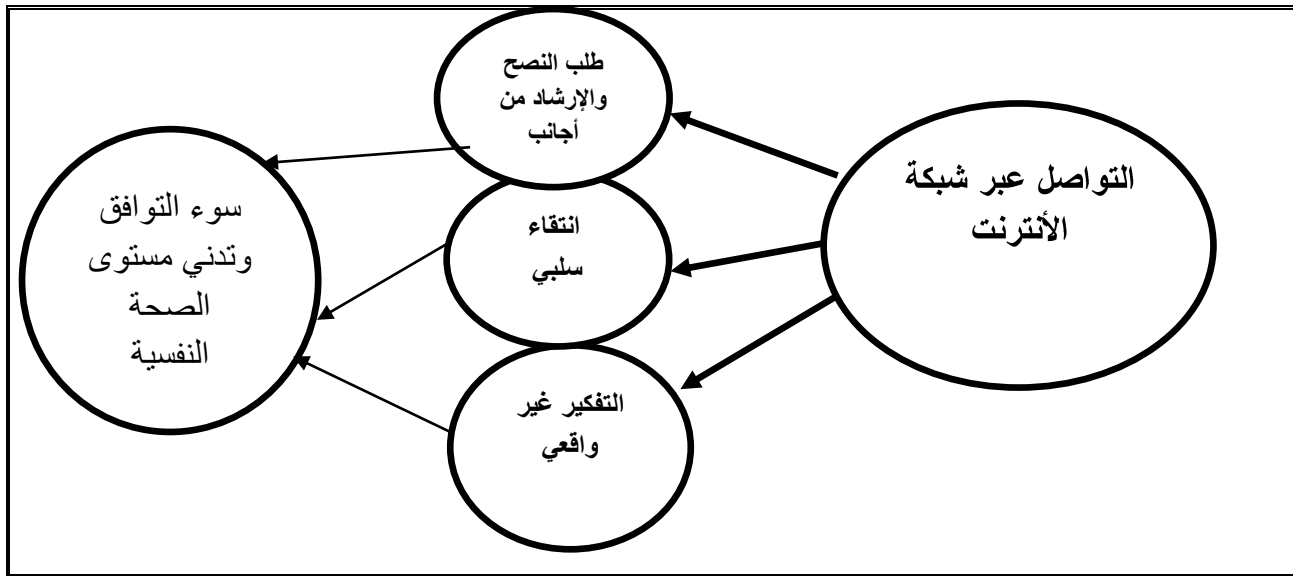 التواصل عبر شبكة
الأنترنت
طلب النصح
والإرشاد من
أجانب
انتقاء
سلبي
التفكير غير
واقعي
سوء التوافق
وتدني مستوى
الصحة
النفسية